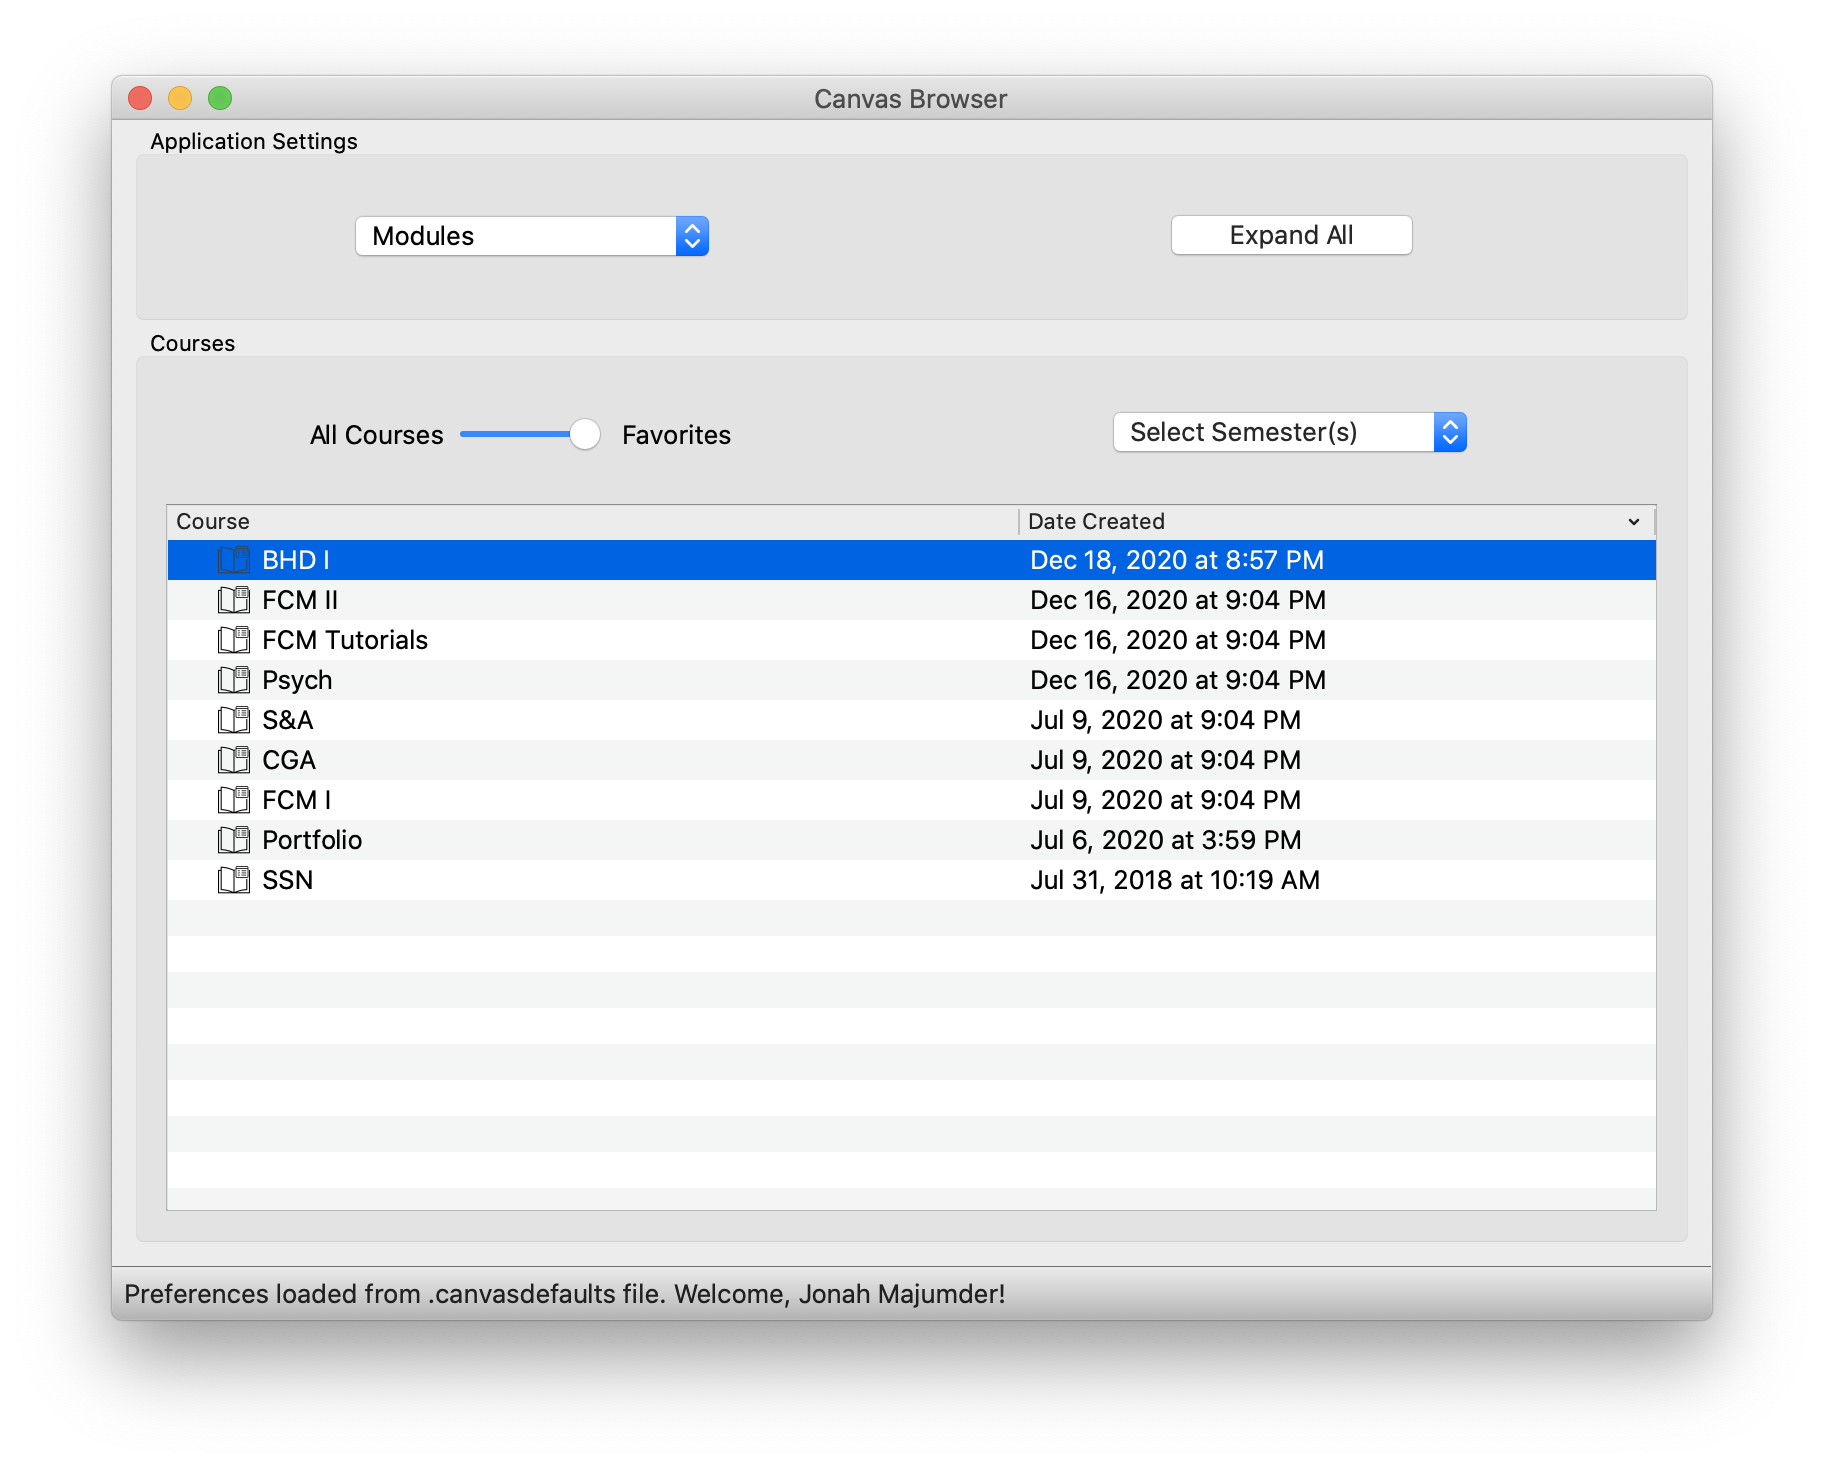 Canvas Browser
Application Settings
Modules Expand All
Courses
All Courses Favorites Select Semester(s)
Course Date Created
BHD I Dec 18, 2020 at 8:57 PM
FCM II Dec 16, 2020 at 9:04 PM
FCM Tutorials Dec 16, 2020 at 9:04 PM
Psych Dec 16, 2020 at 9:04 PM
S&A Jul 9, 2020 at 9:04 PM
CGA Jul 9, 2020 at 9:04 PM
FCM I Jul 9, 2020 at 9:04 PM
Portfolio Jul 6, 2020 at 3:59 PM
SSN Jul 31, 2018 at 10:19 AM
Preferences loaded from .canvasdefaults file. Welcome, Jonah Majumder!